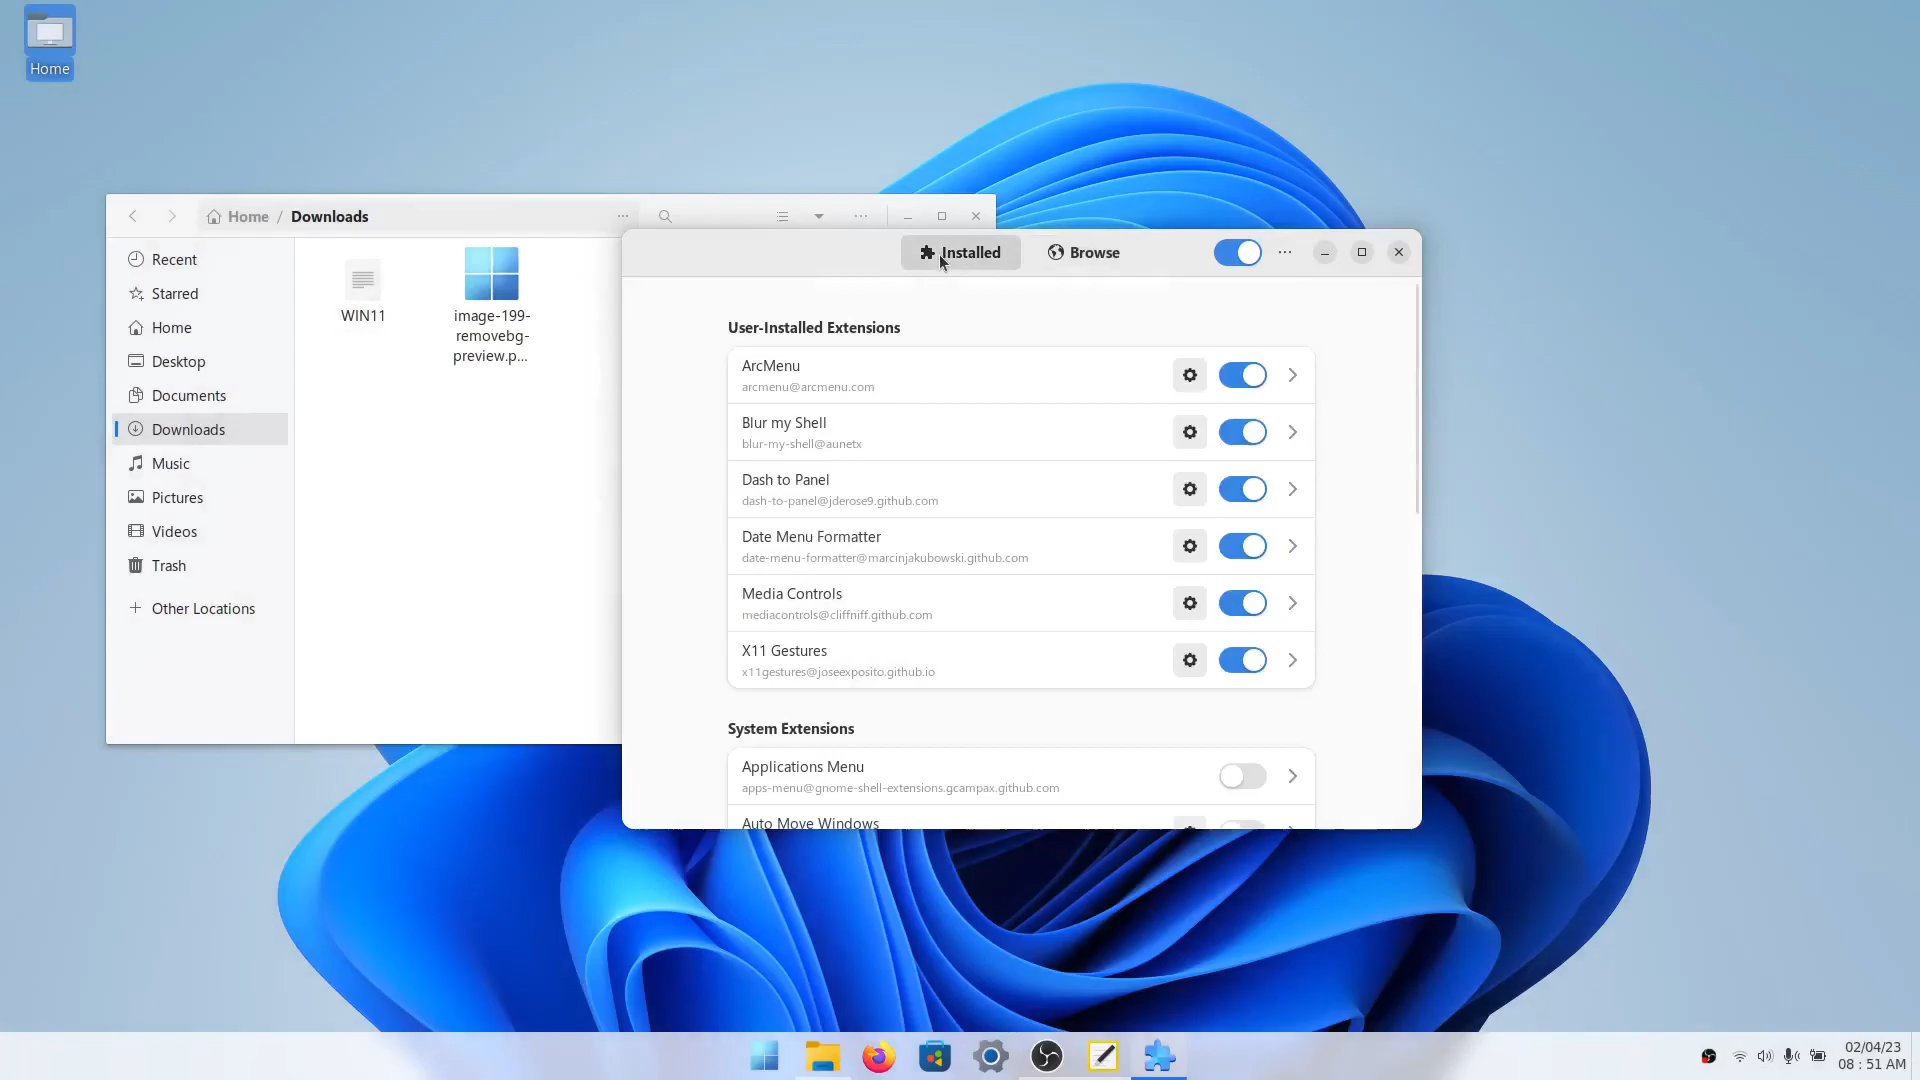 Home
Home / Downloads
Recent
Starred
Home
Desktop
Documents
Downloads
Music
Pictures
Videos
Trash
Other Locations
WIN11
image-199-
removebg-
preview.p...
Installed
Browse
User-Installed Extensions
ArcMenu
arcmenu@arcmenu.com
Blur my Shell
blur-my-shell@aunetx
Dash to Panel
dash-to-panel@jderose9.github.com
Date Menu Formatter
date-menu-formatter@marcinjakubowski.github.com
Media Controls
mediacontrols@cliffniff.github.com
X11 Gestures
x11gestures@joseexposito.github.io
System Extensions
Applications Menu
apps-menu@gnome-shell-extensions.gcampax.github.com
Auto Move Windows
02/04/23
08 : 51 AM